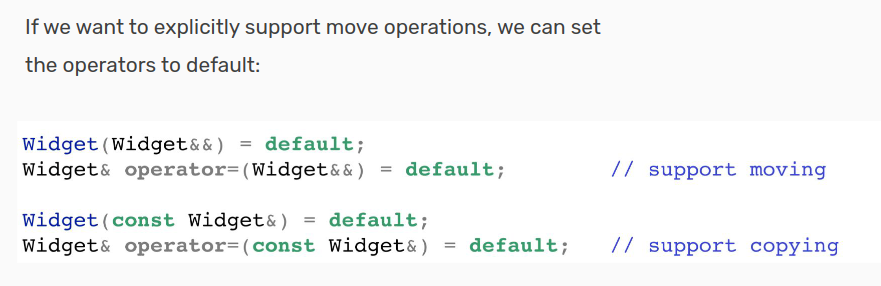 If we want to explicitly support move operations, we can set
the operators to default:
Widget(Widget&&) = default;
Widget& operator=(Widget&&) = default; // support moving
Widget(const Widget&) = default;
Widget& operator=(const Widget&) = default; // support copying